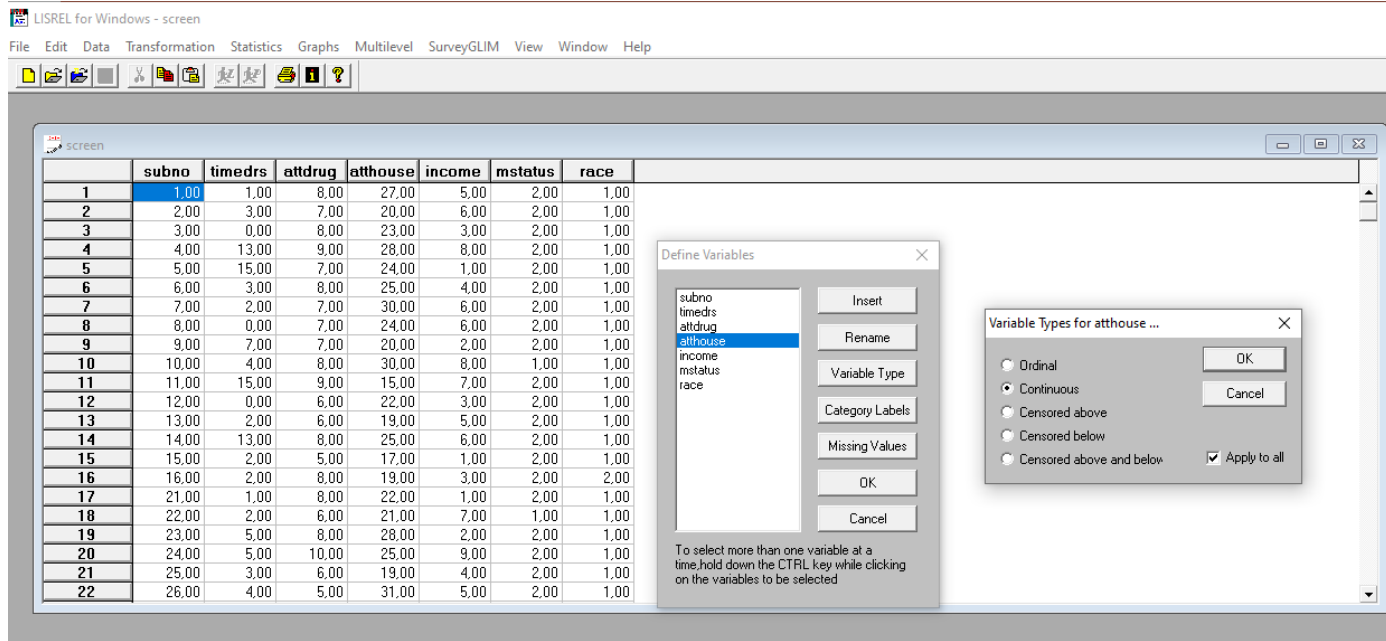 LISREL for Windows - screen
File Edit Data Transformation Statistics Graphs Multilevel SurveyGLIM View Window Help
screen
subno timedrs attdrug atthouse income mstatus race
1 1,00 1,00 8,00 27,00 5,00 2,00 1,00
2 2,00 3,00 7,00 20,00 6,00 2,00 1,00
3 3,00 0,00 8,00 23,00 3,00 2,00 1,00
4 4,00 13,00 9,00 28,00 8,00 2,00 1,00
5 5,00 15,00 7,00 24,00 1,00 2,00 1,00
6 6,00 3,00 8,00 25,00 4,00 2,00 1,00
7 7,00 2,00 7,00 30,00 6,00 2,00 1,00
8 8,00 0,00 7,00 24,00 6,00 2,00 1,00
9 9,00 7,00 7,00 20,00 2,00 2,00 1,00
10 10,00 4,00 8,00 30,00 8,00 1,00 1,00
11 11,00 15,00 9,00 15,00 7,00 2,00 1,00
12 12,00 0,00 6,00 22,00 3,00 2,00 1,00
13 13,00 2,00 6,00 19,00 5,00 2,00 1,00
14 14,00 13,00 8,00 25,00 6,00 2,00 1,00
15 15,00 2,00 5,00 17,00 1,00 2,00 1,00
16 16,00 2,00 8,00 19,00 3,00 2,00 2,00
17 21,00 1,00 8,00 22,00 1,00 2,00 1,00
18 22,00 2,00 6,00 21,00 7,00 1,00 1,00
19 23,00 5,00 8,00 28,00 2,00 2,00 1,00
20 24,00 5,00 10,00 25,00 9,00 2,00 1,00
21 25,00 3,00 6,00 19,00 4,00 2,00 1,00
22 26,00 4,00 5,00 31,00 5,00 2,00 1,00
Define Variables
subno
timedrs
attdrug
atthouse
income
mstatus
race
Insert
Rename
Variable Type
Category Labels
Missing Values
OK
Cancel
To select more than one variable at a
time,hold down the CTRL key while clicking
on the variables to be selected
Variable Types for atthouse ...
Ordinal
Continuous
Censored above
Censored below
Censored above and below
OK
Cancel
Apply to all